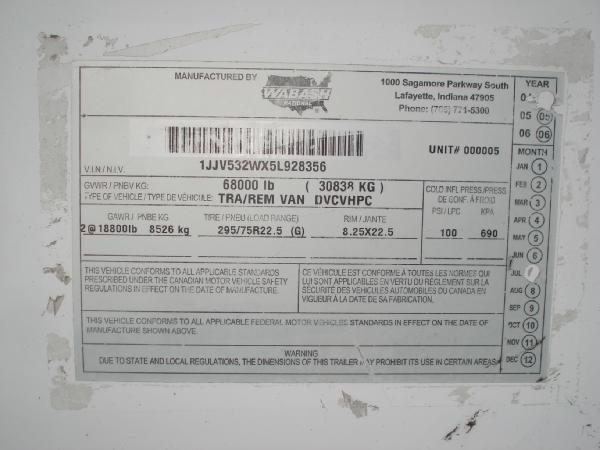 MANUFACTURED BY
WABASH
NATIONAL
1000 Sagamore Parkway South
Lafayette, Indiana 47905
Phone: (765) 771-5300
UNIT# 000005
V.I.N/N.I.V.
1JJV532WX5L928356
GVWR / PNBV KG: 68000 lb ( 30838 KG )
TYPE OF VEHICLE / TYPE DE VÉHICULE: TRA/REM VAN DVCVHPC
COLD INFL PRESS/PRESS
DE GONF. À FROID
PSI/LPC KPA
GAWR / PNBE KG TIRE / PNEU (LOAD RANGE) RIM / JANTE
2@18800lb 8526 kg 295/75R22.5 (G) 8.25X22.5 100 690
THIS VEHICLE CONFORMS TO ALL APPLICABLE STANDARDS
PRESCRIBED UNDER THE CANADIAN MOTOR VEHICLE SAFETY
REGULATIONS IN EFFECT ON THE DATE OF MANUFACTURE.
CE VÉHICULE EST CONFORME À TOUTES LES NORMES QUI
LUI SONT APPLICABLES EN VERTU DU RÈGLEMENT SUR LA
SÉCURITÉ DES VÉHICULES AUTOMOBILES DU CANADA EN
VIGUEUR À LA DATE DE SA FABRICATION.
THIS VEHICLE CONFORMS TO ALL APPLICABLE FEDERAL MOTOR VEHICLES STANDARDS IN EFFECT ON THE DATE OF
MANUFACTURE SHOWN ABOVE.
WARNING
DUE TO STATE AND LOCAL REGULATIONS, THE DIMENSIONS OF THIS TRAILER MAY PROHIBIT ITS USE IN CERTAIN AREAS
YEAR
05 05
06 06
MONTH
JAN 1
FEB 2
MAR 3
APR 4
MAY 5
JUN 6
JUL
AUG 8
SEP 9
OCT 10
NOV 11
DEC 12